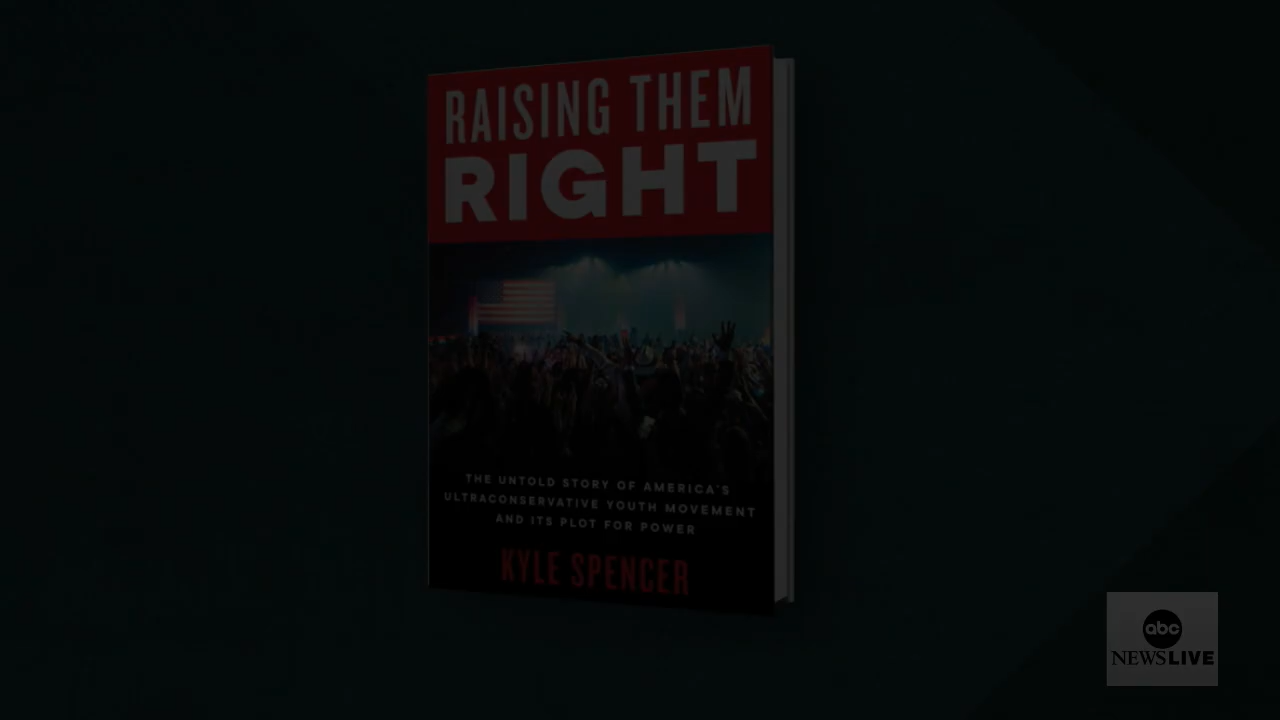 RAISING THEM
RIGHT
THE UNTOLD STORY OF AMERICA'S
ULTRACONSERVATIVE YOUTH MOVEMENT
AND ITS PLOT FOR POWER
KYLE SPENCER
abc
NEWSLIVE